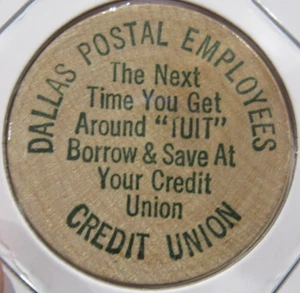 DALLAS POSTAL EMPLOYEES
The Next
Time You Get
Around "TUIT"
Borrow & Save At
Your Credit
Union
CREDIT UNION